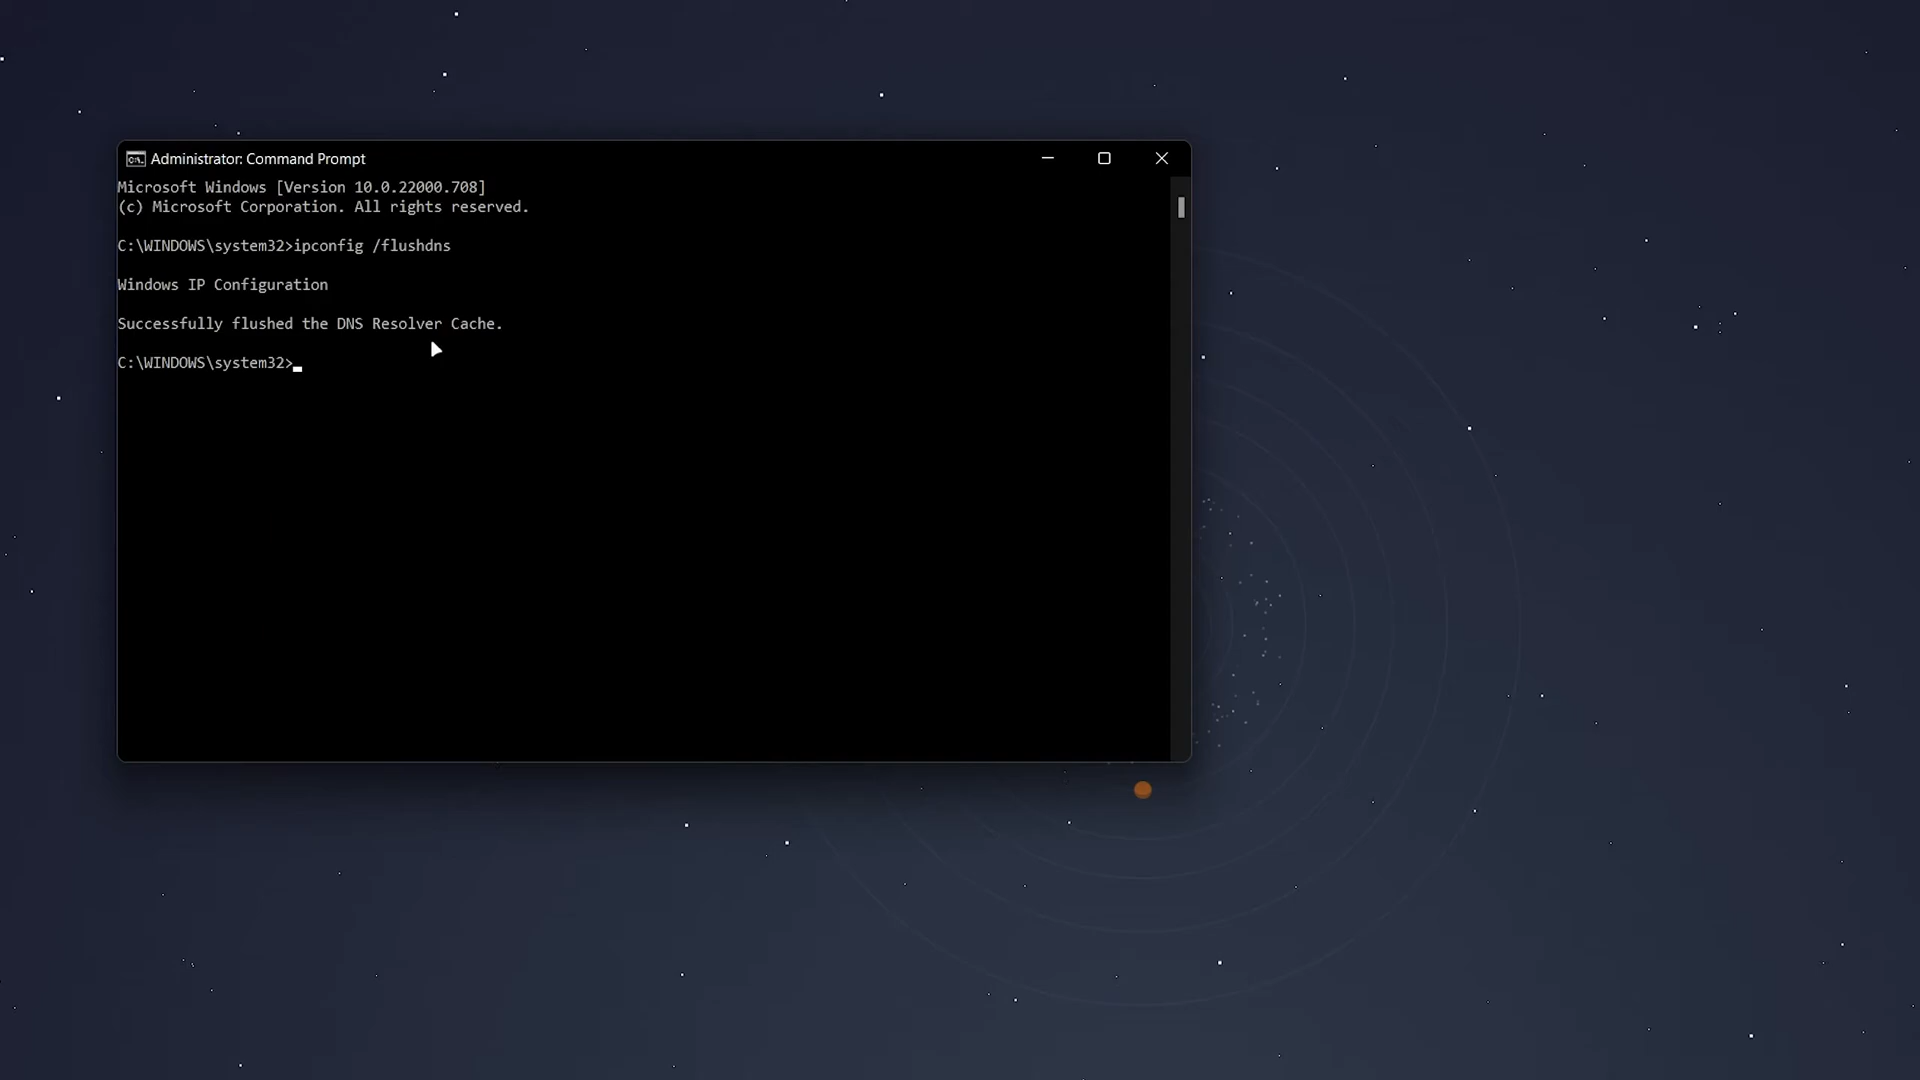 Administrator: Command Prompt
Microsoft Windows [Version 10.0.22000.708]
(c) Microsoft Corporation. All rights reserved.
C:\WINDOWS\system32>ipconfig /flushdns
Windows IP Configuration
Successfully flushed the DNS Resolver Cache.
C:\WINDOWS\system32>